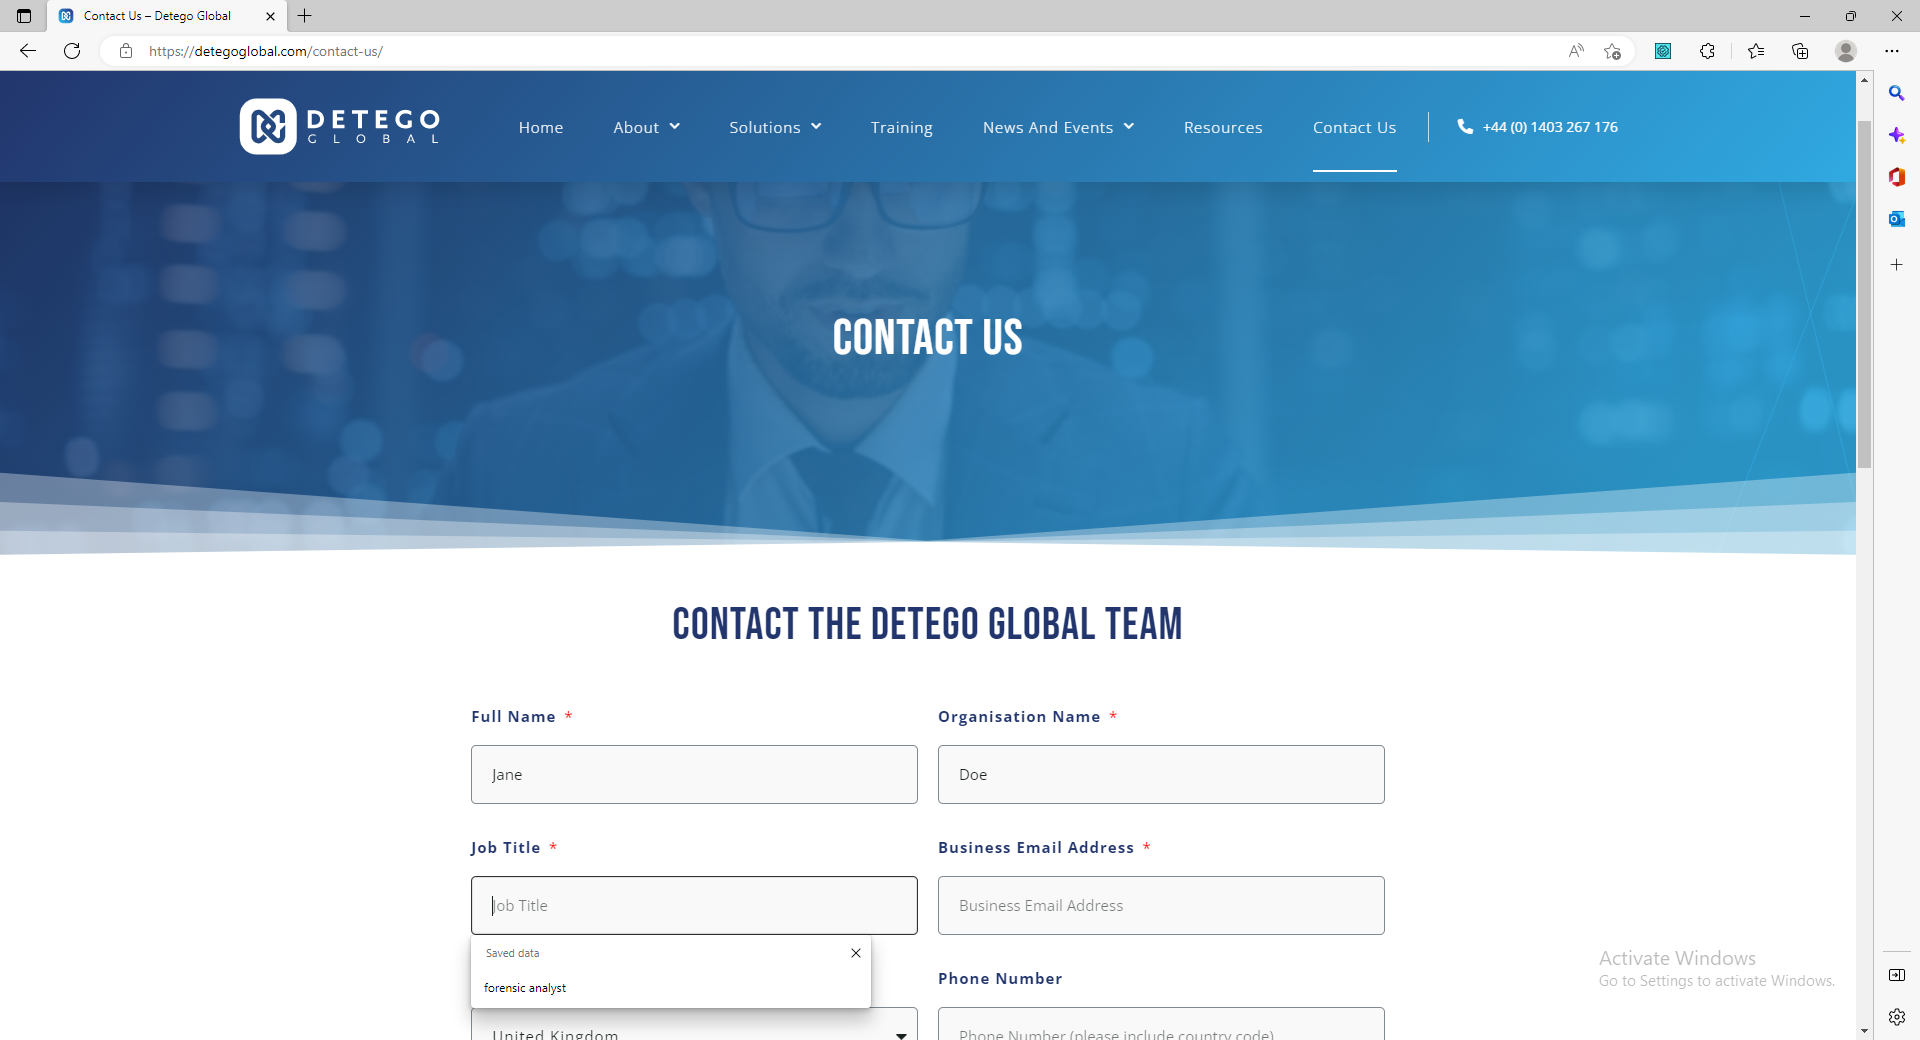 Contact Us – Detego Global
https://detegoglobal.com/contact-us/
DETEGO
GLOBAL
Home
About
Solutions
Training
News And Events
Resources
Contact Us
+44 (0) 1403 267 176
CONTACT US
CONTACT THE DETEGO GLOBAL TEAM
Full Name *
Organisation Name *
Jane
Doe
Job Title *
Business Email Address *
Job Title
Business Email Address
Saved data
forensic analyst
Phone Number
United Kingdom
Phone Number (please include country code)
Activate Windows
Go to Settings to activate Windows.